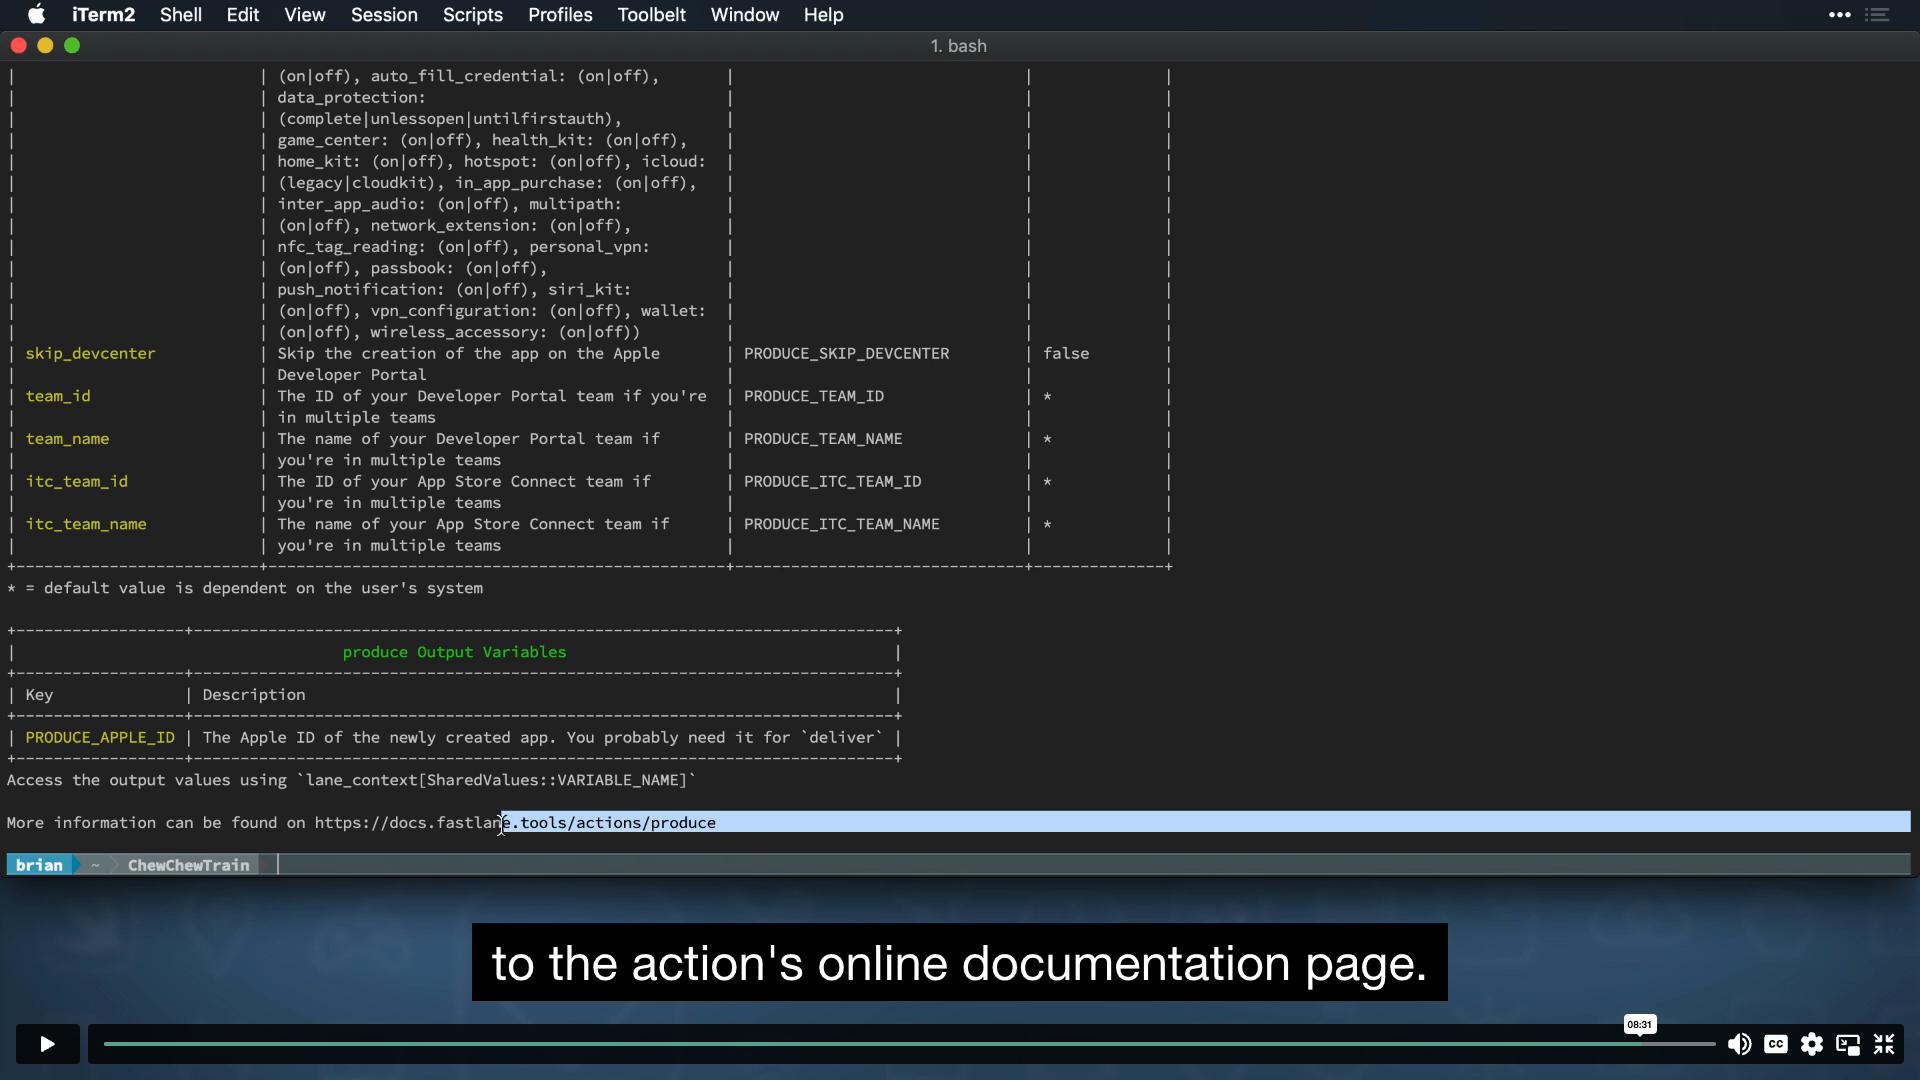 iTerm2 Shell Edit View Session Scripts Profiles Toolbelt Window Help
1. bash
| | (on|off), auto_fill_credential: (on|off), | | |
| | data_protection: | | |
| | (complete|unlessopen|untilfirstauth), | | |
| | game_center: (on|off), health_kit: (on|off), | | |
| | home_kit: (on|off), hotspot: (on|off), icloud: | | |
| | (legacy|cloudkit), in_app_purchase: (on|off), | | |
| | inter_app_audio: (on|off), multipath: | | |
| | (on|off), network_extension: (on|off), | | |
| | nfc_tag_reading: (on|off), personal_vpn: | | |
| | (on|off), passbook: (on|off), | | |
| | push_notification: (on|off), siri_kit: | | |
| | (on|off), vpn_configuration: (on|off), wallet: | | |
| | (on|off), wireless_accessory: (on|off)) | | |
| skip_devcenter | Skip the creation of the app on the Apple | PRODUCE_SKIP_DEVCENTER | false |
| | Developer Portal | | |
| team_id | The ID of your Developer Portal team if you're | PRODUCE_TEAM_ID | * |
| | in multiple teams | | |
| team_name | The name of your Developer Portal team if | PRODUCE_TEAM_NAME | * |
| | you're in multiple teams | | |
| itc_team_id | The ID of your App Store Connect team if | PRODUCE_ITC_TEAM_ID | * |
| | you're in multiple teams | | |
| itc_team_name | The name of your App Store Connect team if | PRODUCE_ITC_TEAM_NAME | * |
| | you're in multiple teams | | |
* = default value is dependent on the user's system
| produce Output Variables |
| Key | Description |
| PRODUCE_APPLE_ID | The Apple ID of the newly created app. You probably need it for `deliver` |
Access the output values using `lane_context[SharedValues::VARIABLE_NAME]`
More information can be found on https://docs.fastlane.tools/actions/produce
brian ~ ChewChewTrain
to the action's online documentation page.
08:31
CC